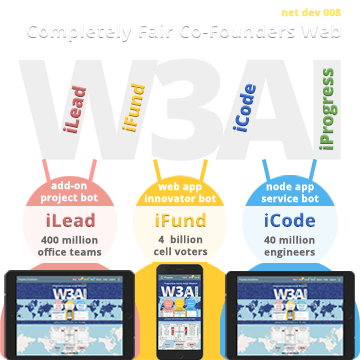 net dev 008
Completely Fair Co-Founders Web
W3AI
iLead
iFund
iCode
iProgress
add-on
project bot
iLead
400 million
office teams
web app
innovator bot
iFund
4 billion
cell voters
node app
service bot
iCode
40 million
engineers
W3AI
W3AI
W3AI